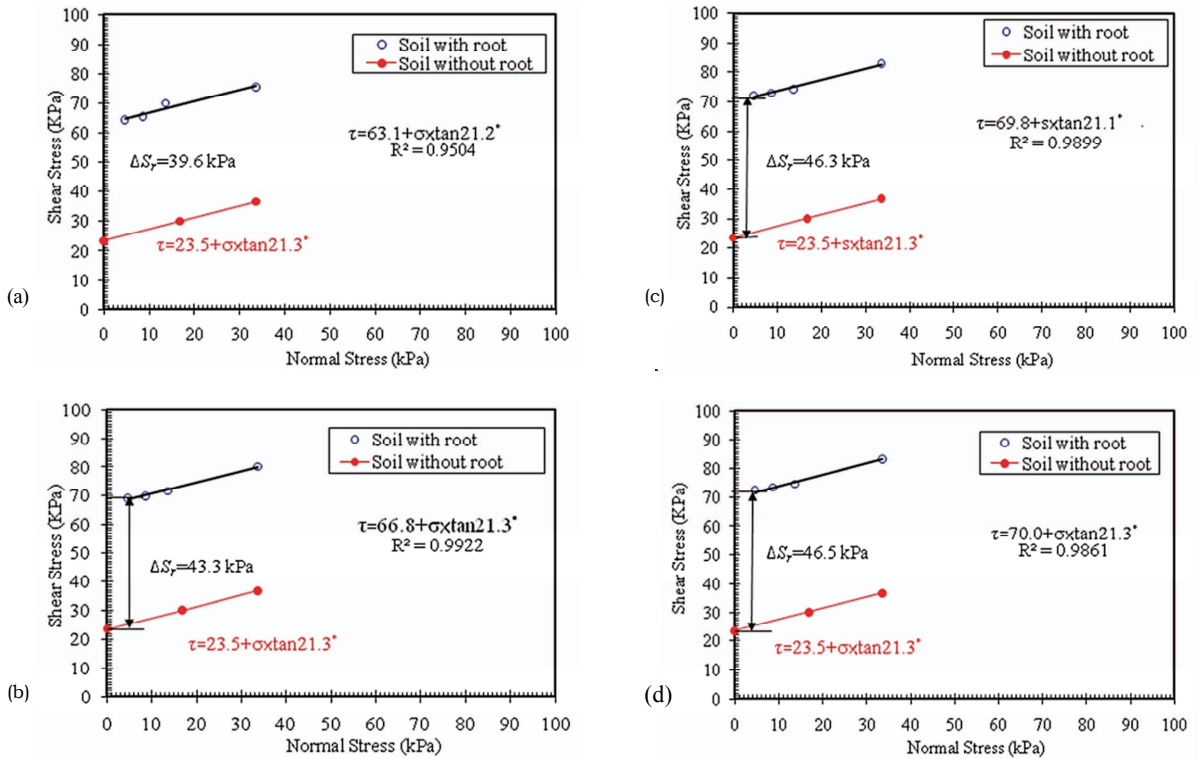 (a)
Shear Stress (KPa)
100
90
80
70
60
50
40
30
20
10
0
Soil with root
Soil without root
τ=63.1+σxtan21.2*
R² = 0.9504
ΔSr=39.6 kPa
τ=23.5+σxtan21.3*
0 10 20 30 40 50 60 70 80 90 100
Normal Stress (kPa)
(c)
Shear Stress (KPa)
100
90
80
70
60
50
40
30
20
10
0
Soil with root
Soil without root
τ=69.8+sxtan21.1*
R² = 0.9899
ΔSr=46.3 kPa
τ=23.5+sxtan21.3*
0 10 20 30 40 50 60 70 80 90 100
Normal Stress (kPa)
(b)
Shear Stress (KPa)
100
90
80
70
60
50
40
30
20
10
0
Soil with root
Soil without root
τ=66.8+σxtan21.3*
R² = 0.9922
ΔSr=43.3 kPa
τ=23.5+σxtan21.3*
0 10 20 30 40 50 60 70 80 90 100
Normal Stress (kPa)
(d)
Shear Stress (KPa)
100
90
80
70
60
50
40
30
20
10
0
Soil with root
Soil without root
τ=70.0+σxtan21.3*
R² = 0.9861
ΔSr=46.5 kPa
τ=23.5+σxtan21.3*
0 10 20 30 40 50 60 70 80 90 100
Normal Stress (kPa)